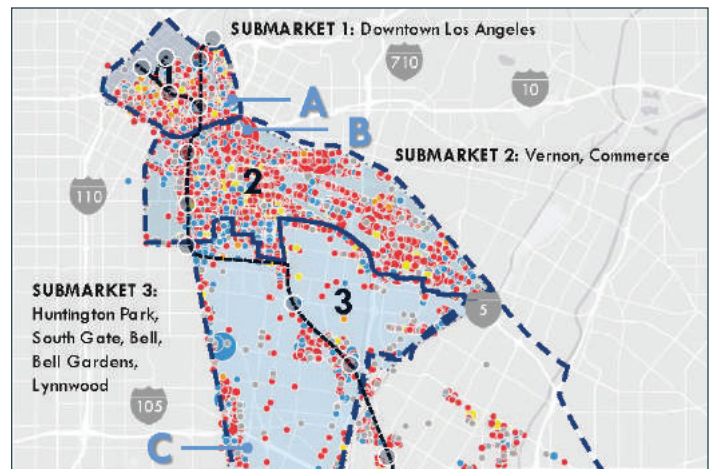 SUBMARKET 1: Downtown Los Angeles
710
10
1
A
B
SUBMARKET 2: Vernon, Commerce
2
110
SUBMARKET 3:
Huntington Park,
South Gate, Bell,
Bell Gardens,
Lynnwood
3
5
105
C